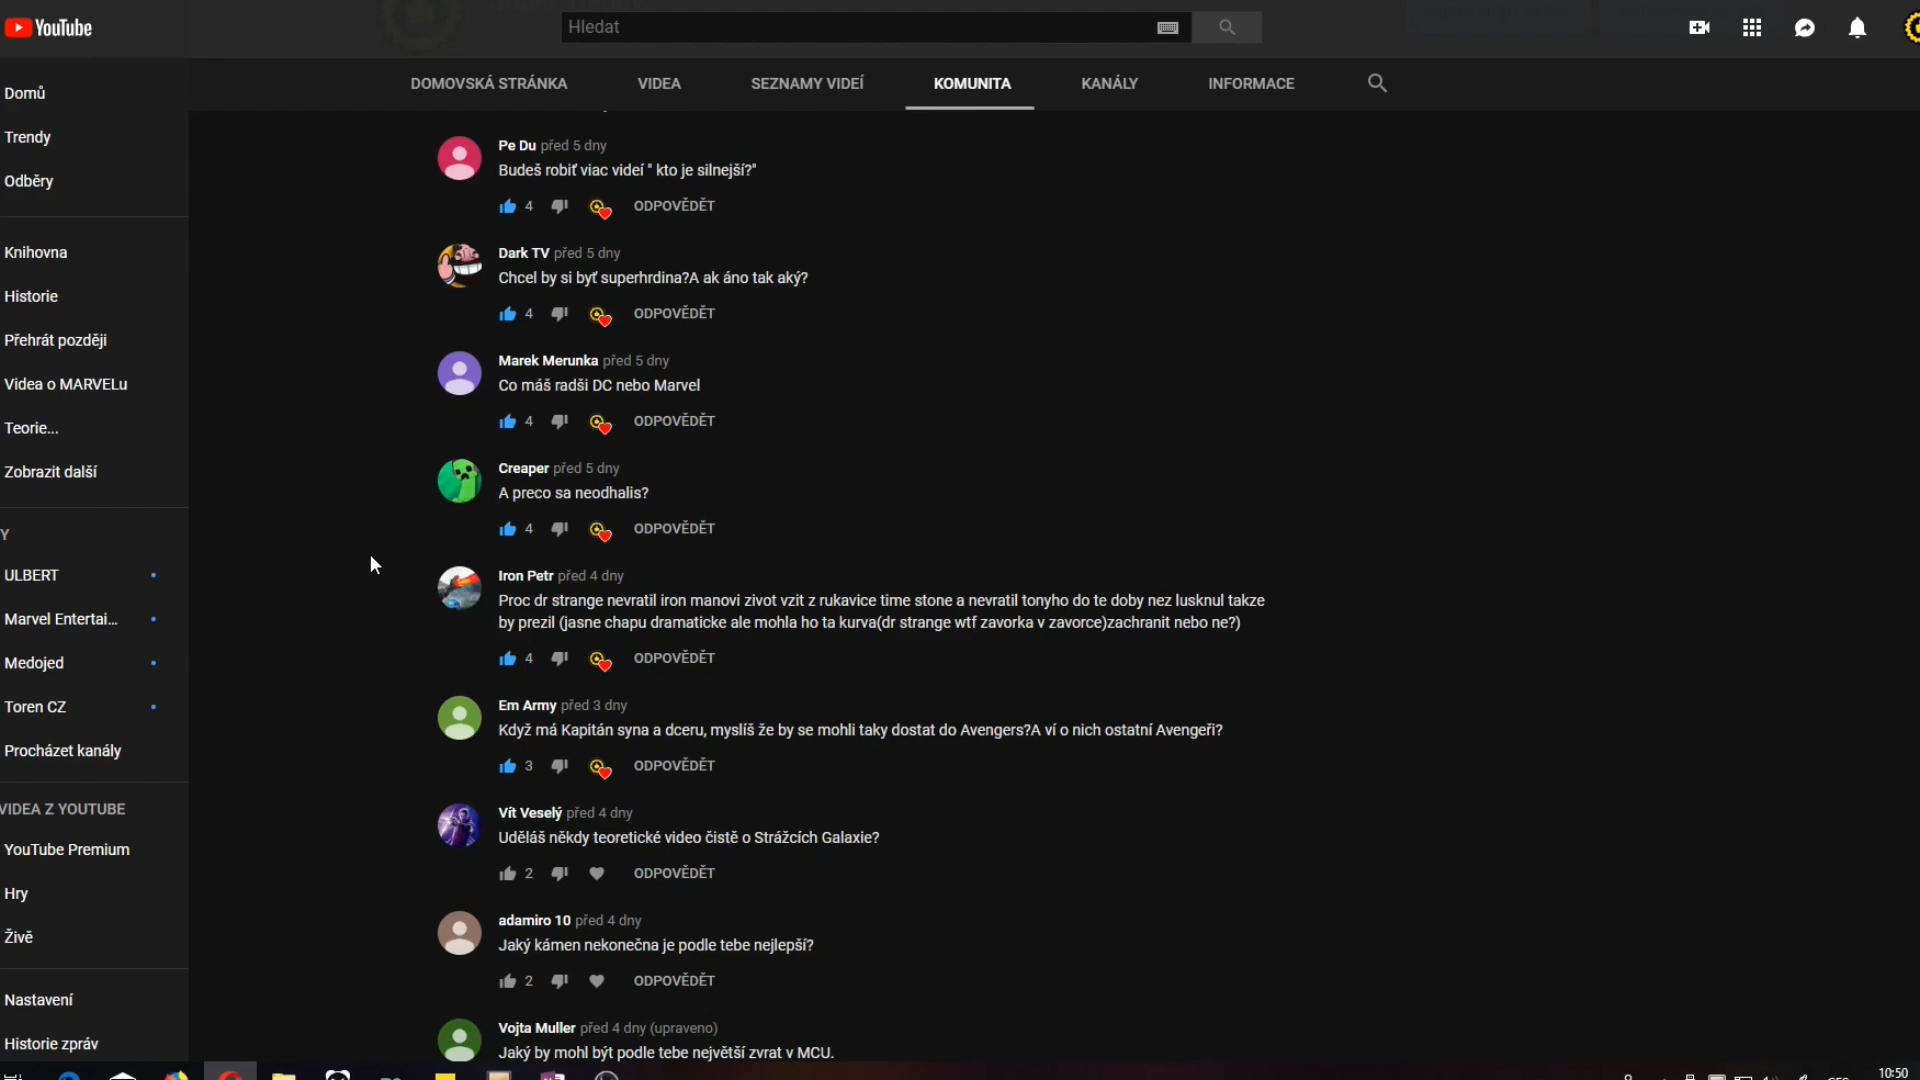 YouTube
Hledat
DOMOVSKÁ STRÁNKA VIDEA SEZNAMY VIDEÍ KOMUNITA KANÁLY INFORMACE
Domů
Trendy
Odběry
Knihovna
Historie
Přehrát později
Videa o MARVELu
Teorie...
Zobrazit další
Y
ULBERT
Marvel Entertai...
Medojed
Toren CZ
Procházet kanály
VIDEA Z YOUTUBE
YouTube Premium
Hry
Živě
Nastavení
Historie zpráv
Pe Du před 5 dny
Budeš robiť viac videí " kto je silnejší?"
4 ODPOVĚDĚT
Dark TV před 5 dny
Chcel by si byť superhrdina?A ak áno tak aký?
4 ODPOVĚDĚT
Marek Merunka před 5 dny
Co máš radši DC nebo Marvel
4 ODPOVĚDĚT
Creaper před 5 dny
A preco sa neodhalis?
4 ODPOVĚDĚT
Iron Petr před 4 dny
Proc dr strange nevratil iron manovi zivot vzit z rukavice time stone a nevratil tonyho do te doby nez lusknul takze
by prezil (jasne chapu dramaticke ale mohla ho ta kurva(dr strange wtf zavorka v zavorce)zachranit nebo ne?)
4 ODPOVĚDĚT
Em Army před 3 dny
Když má Kapitán syna a dceru, myslíš že by se mohli taky dostat do Avengers?A ví o nich ostatní Avengeři?
3 ODPOVĚDĚT
Vít Veselý před 4 dny
Uděláš někdy teoretické video čistě o Strážcích Galaxie?
2 ODPOVĚDĚT
adamiro 10 před 4 dny
Jaký kámen nekonečna je podle tebe nejlepší?
2 ODPOVĚDĚT
Vojta Muller před 4 dny (upraveno)
Jaký by mohl být podle tebe největší zvrat v MCU.
10:50